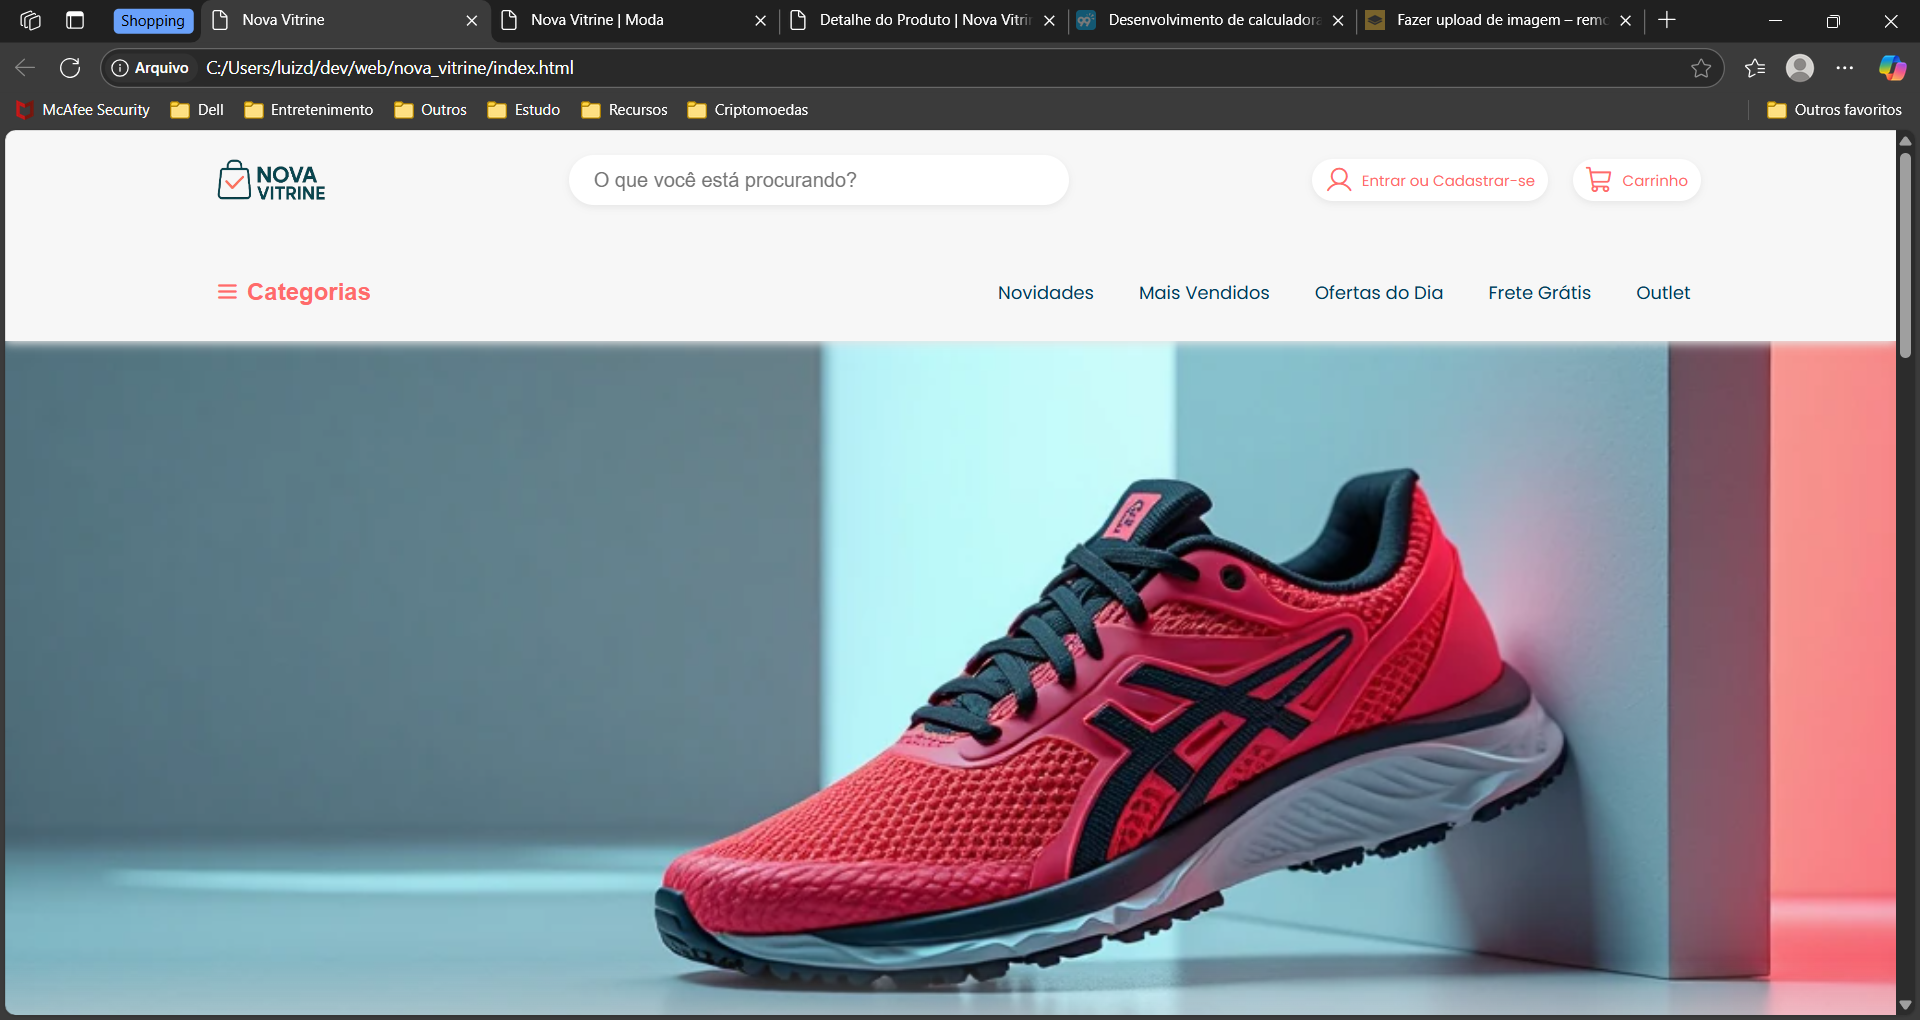 Shopping
Nova Vitrine
Nova Vitrine | Moda
Detalhe do Produto | Nova Vitri
Desenvolvimento de calculadora
Fazer upload de imagem – remo
Arquivo
C:/Users/luizd/dev/web/nova_vitrine/index.html
McAfee Security
Dell
Entretenimento
Outros
Estudo
Recursos
Criptomoedas
Outros favoritos
NOVA
VITRINE
O que você está procurando?
Entrar ou Cadastrar-se
Carrinho
Categorias
Novidades
Mais Vendidos
Ofertas do Dia
Frete Grátis
Outlet